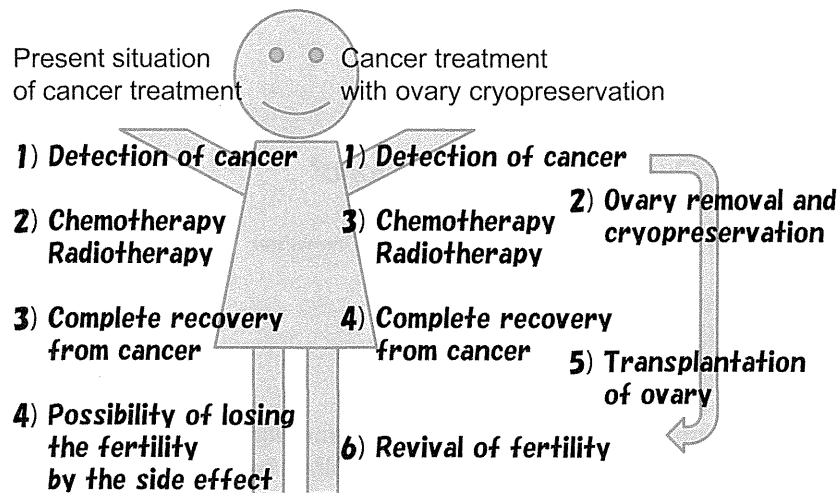 Present situation
of cancer treatment
1) Detection of cancer
2) Chemotherapy
Radiotherapy
3) Complete recovery
from cancer
4) Possibility of losing
the fertility
by the side effect
Cancer treatment
with ovary cryopreservation
1) Detection of cancer
2) Ovary removal and
cryopreservation
3) Chemotherapy
Radiotherapy
4) Complete recovery
from cancer
5) Transplantation
of ovary
6) Revival of fertility